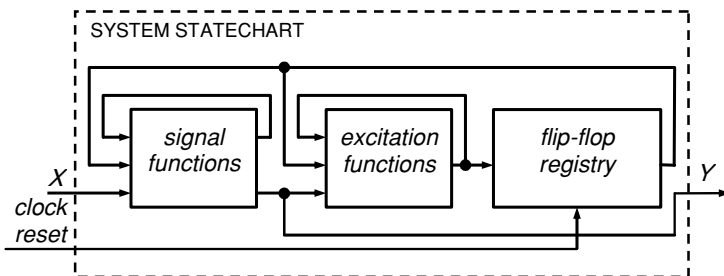 SYSTEM STATECHART
signal
functions
excitation
functions
flip-flop
registry
X
Y
clock
reset